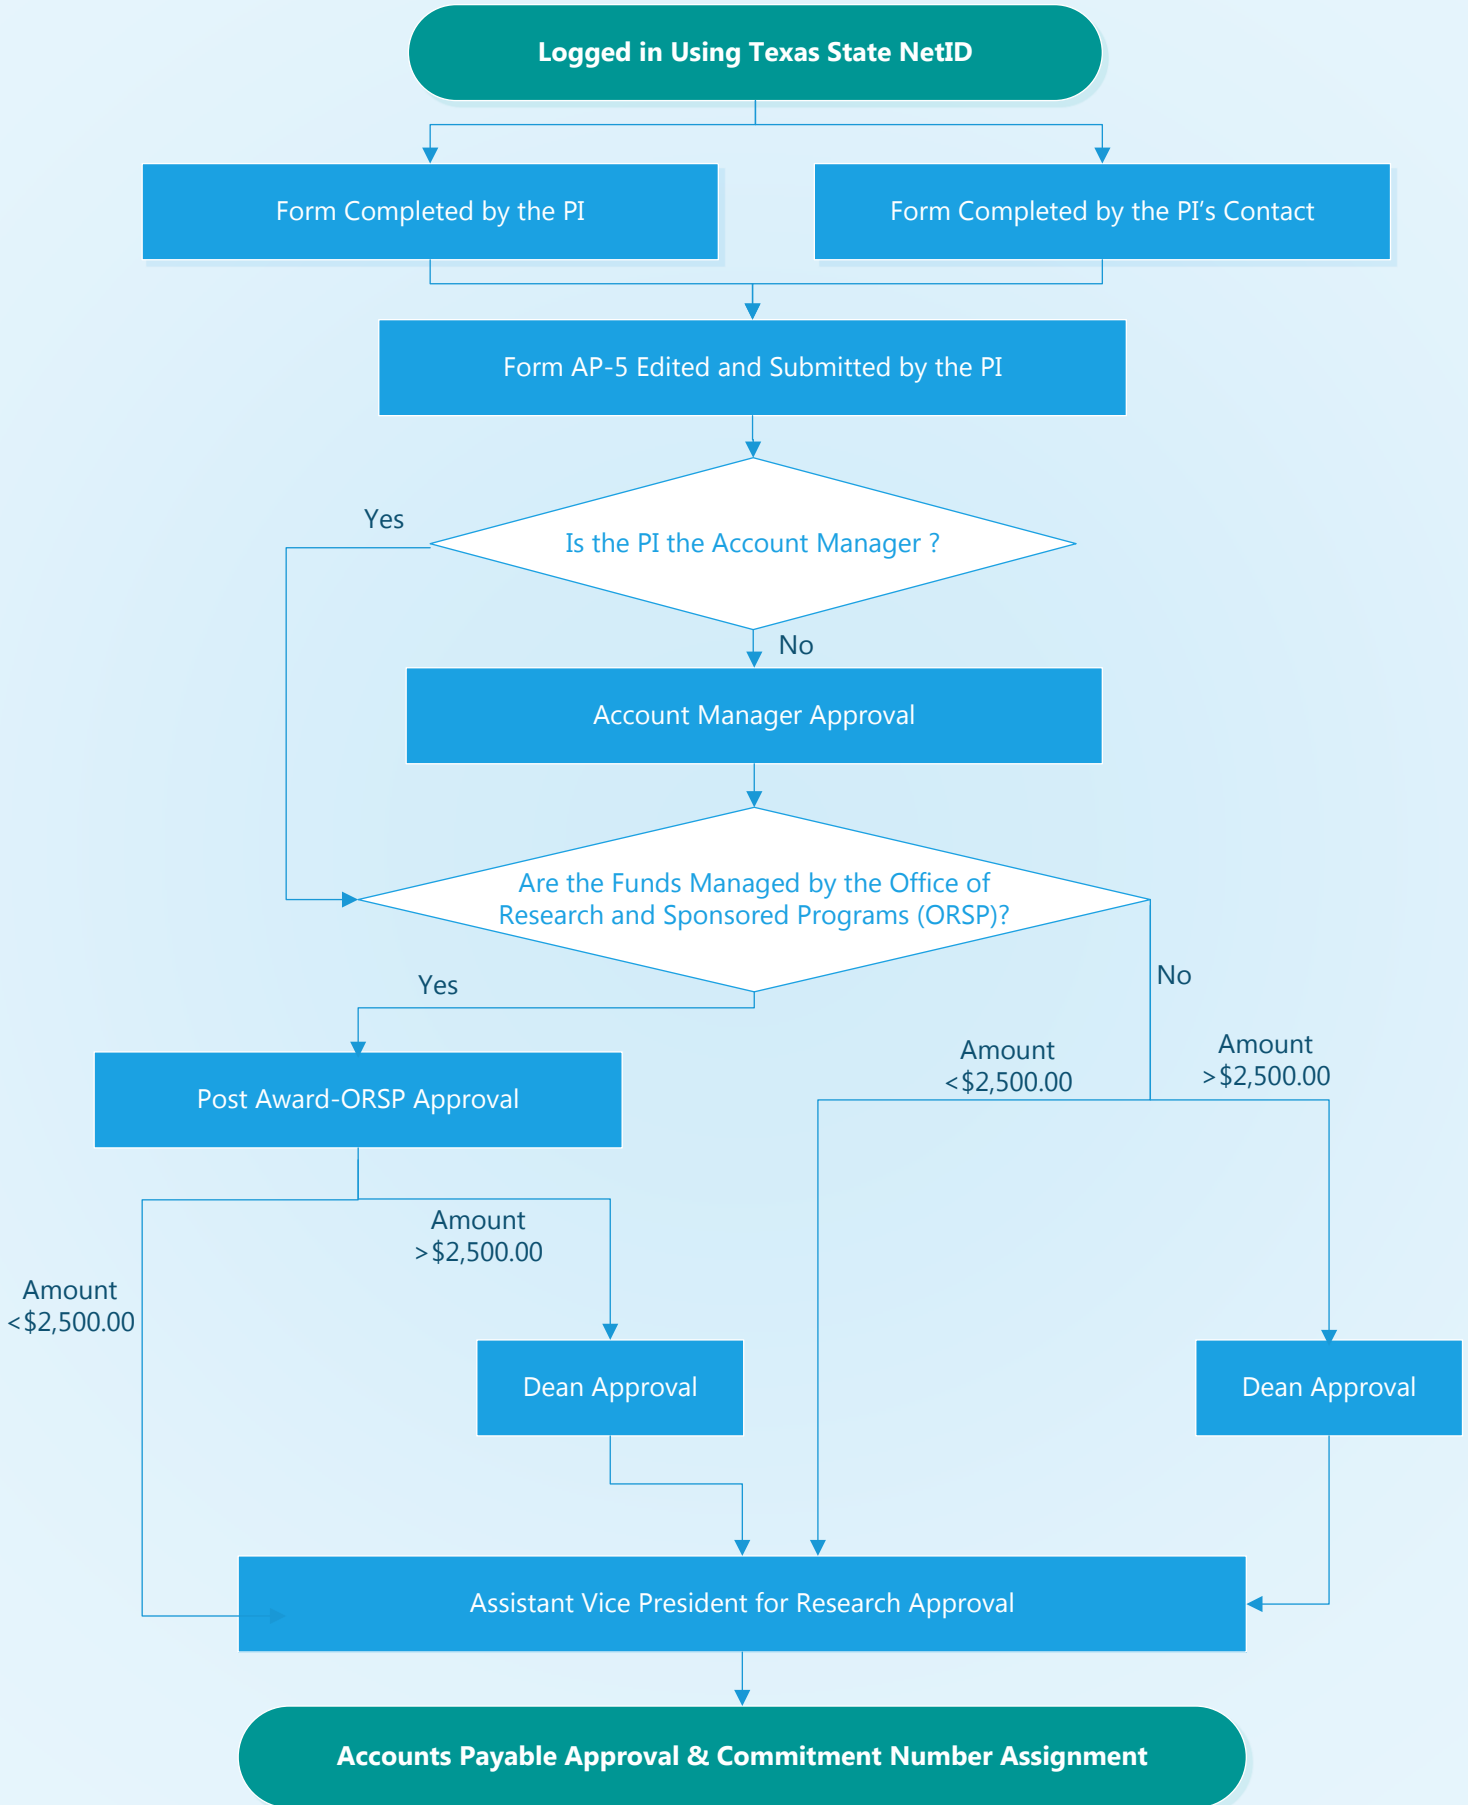 Logged in Using Texas State NetID
Form Completed by the PI
Form Completed by the PI’s Contact
Form AP-5 Edited and Submitted by the PI
Yes
Is the PI the Account Manager ?
No
Account Manager Approval
Are the Funds Managed by the Office of
Research and Sponsored Programs (ORSP)?
Yes
No
Amount
<$2,500.00
Amount
>$2,500.00
Post Award-ORSP Approval
Amount
>$2,500.00
Amount
<$2,500.00
Dean Approval
Dean Approval
Assistant Vice President for Research Approval
Accounts Payable Approval & Commitment Number Assignment